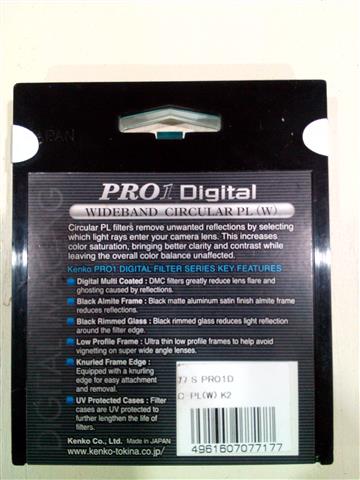 JAPAN
PRO1 Digital
WIDEBAND CIRCULAR PL (W)
Circular PL filters remove unwanted reflections by selecting
which light rays enter your camera lens. This increases
color saturation, bringing better clarity and contrast while
leaving the overall color balance unaffected.
Kenko PRO1 DIGITAL FILTER SERIES KEY FEATURES
Digital Multi Coated : DMC filters greatly reduce lens flare and
ghosting caused by reflections.
Black Almite Frame : Black matte aluminum satin finish almite frame
reduces reflections.
Black Rimmed Glass : Black rimmed glass reduces light reflection
around the filter edge.
Low Profile Frame : Ultra thin low profile frames to help avoid
vignetting on super wide angle lenses.
Knurled Frame Edge :
Equipped with a knurling
edge for easy attachment
and removal.
UV Protected Cases : Filter
cases are UV protected to
further lengthen the life of
filters.
Kenko Co., Ltd. Made in JAPAN
www.kenko-tokina.co.jp
77 S PRO1D
C-PL(W) K2
4961607077177